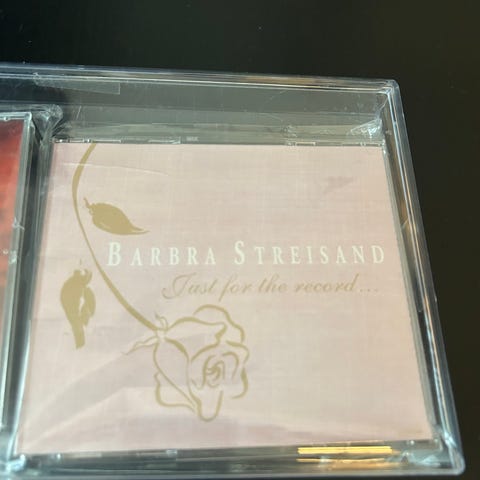 BARBRA STREISAND
Just for the record...